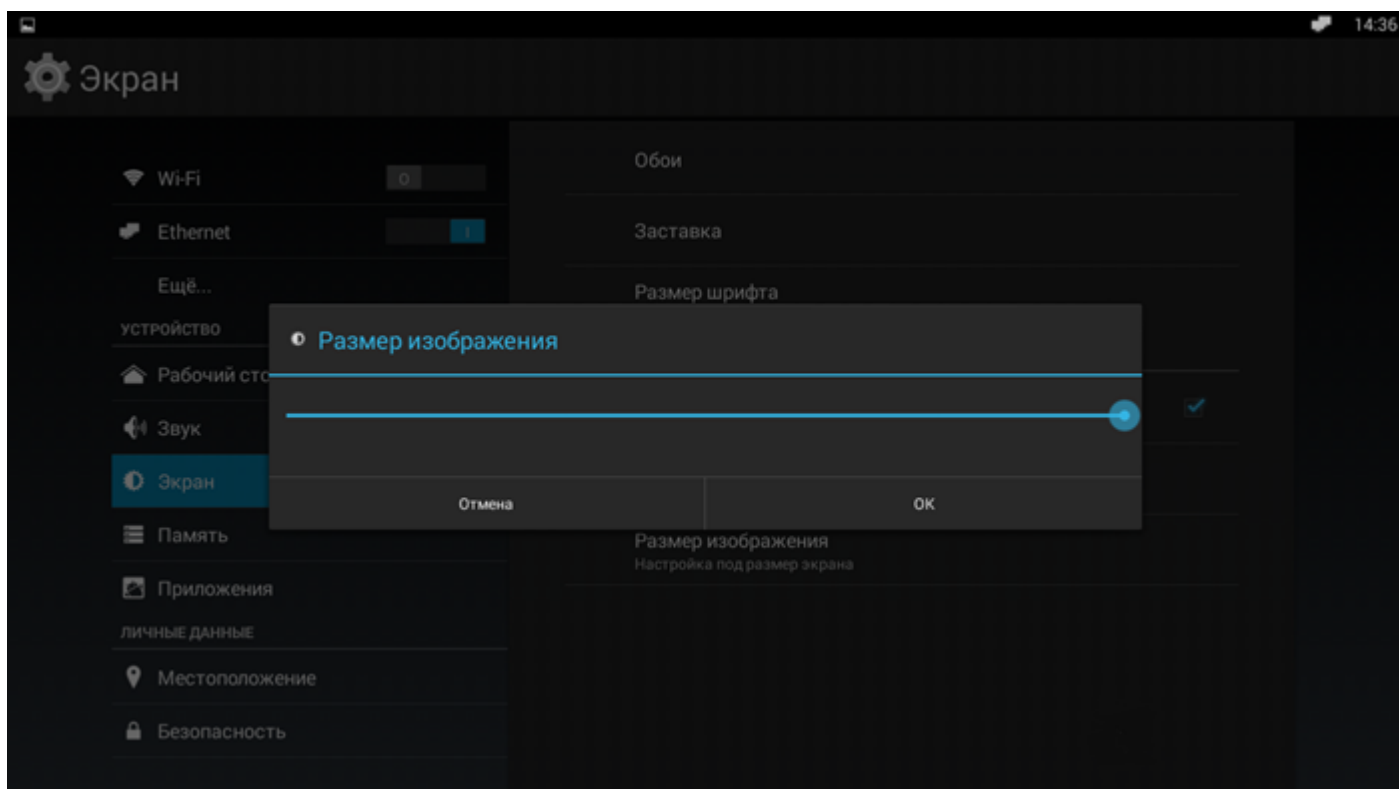 14:36
Экран
Wi-Fi
O
Ethernet
I
Ещё...
УСТРОЙСТВО
Рабочий сто
Звук
Экран
Память
Приложения
ЛИЧНЫЕ ДАННЫЕ
Местоположение
Безопасность
Обои
Заставка
Размер шрифта
Размер изображения
Отмена
ОК
Размер изображения
Настройка под размер экрана